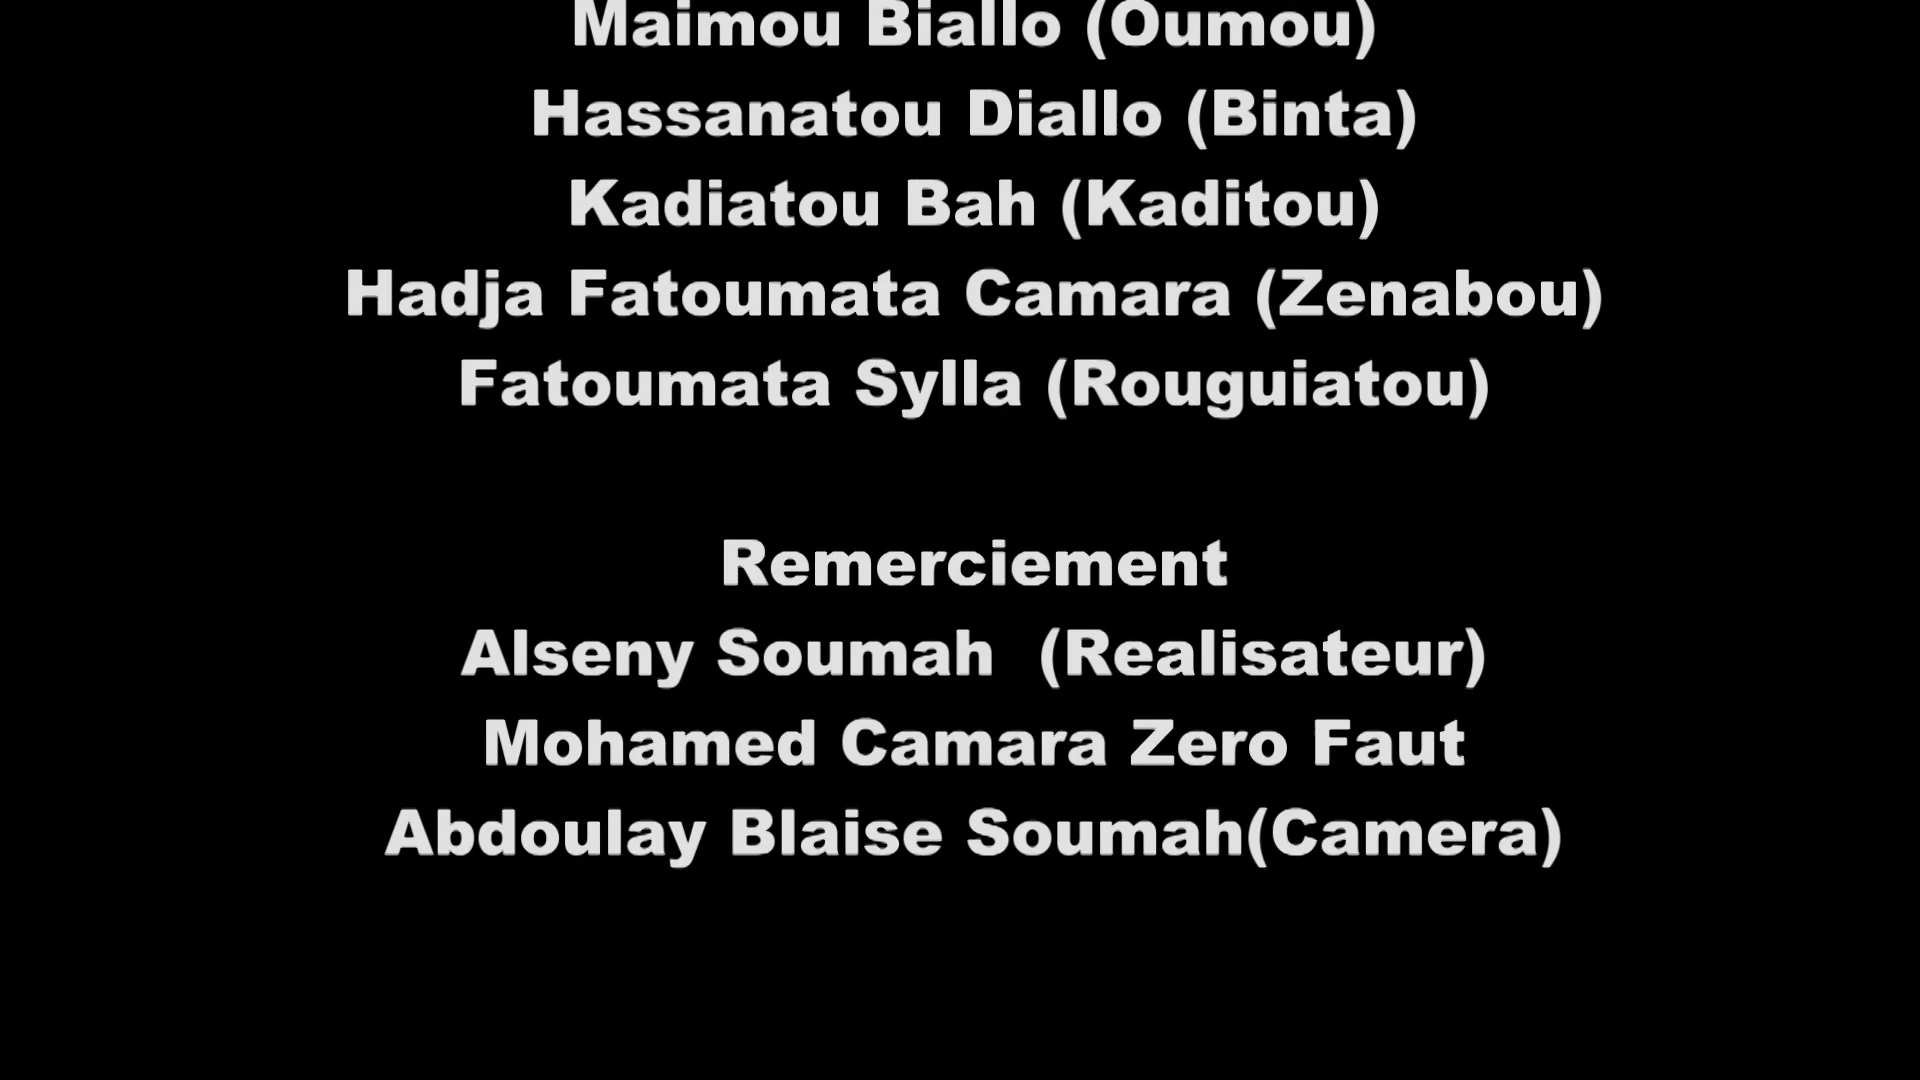 Maimou Biallo (Oumou)
Hassanatou Diallo (Binta)
Kadiatou Bah (Kaditou)
Hadja Fatoumata Camara (Zenabou)
Fatoumata Sylla (Rouguiatou)
Remerciement
Alseny Soumah  (Realisateur)
Mohamed Camara Zero Faut
Abdoulay Blaise Soumah(Camera)